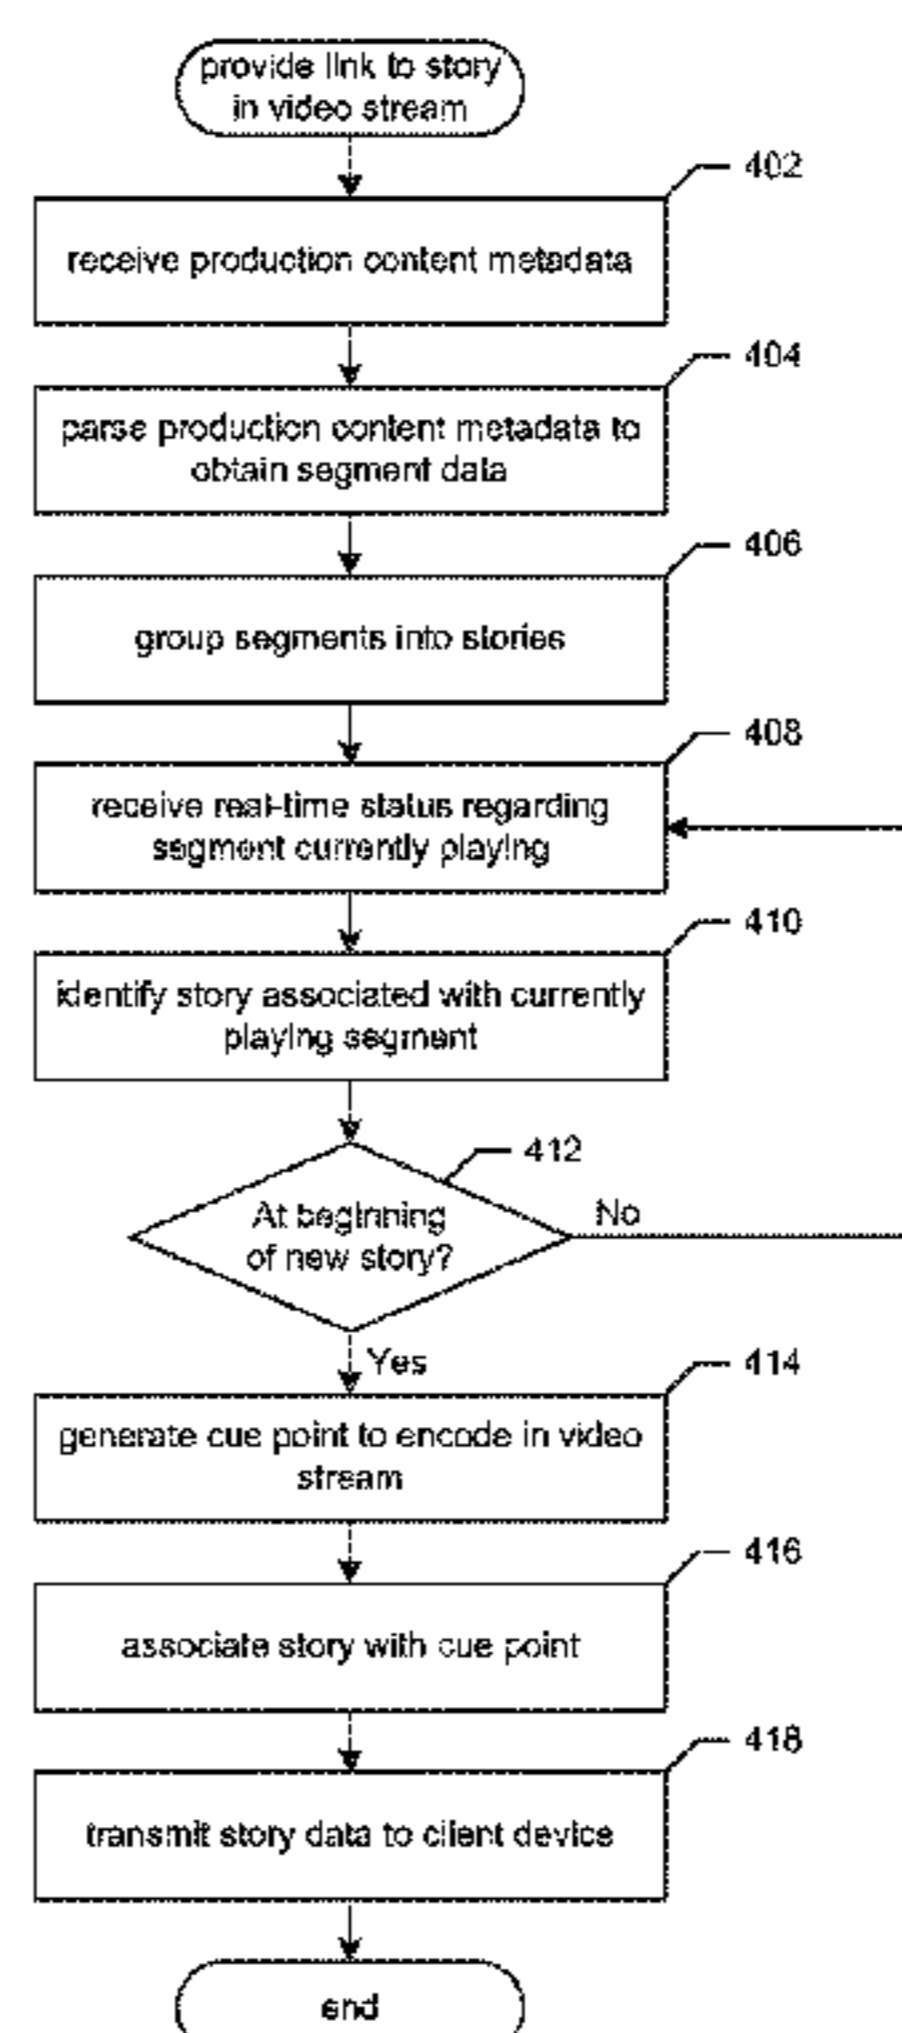 provide link to story
in video stream
402
receive production content metadata
404
parse production content metadata to
obtain segment data
406
group segments into stories
408
receive real-time status regarding
segment currently playing
410
identify story associated with currently
playing segment
412
At beginning
of new story?
No
Yes
414
generate cue point to encode in video
stream
416
associate story with cue point
418
transmit story data to client device
end